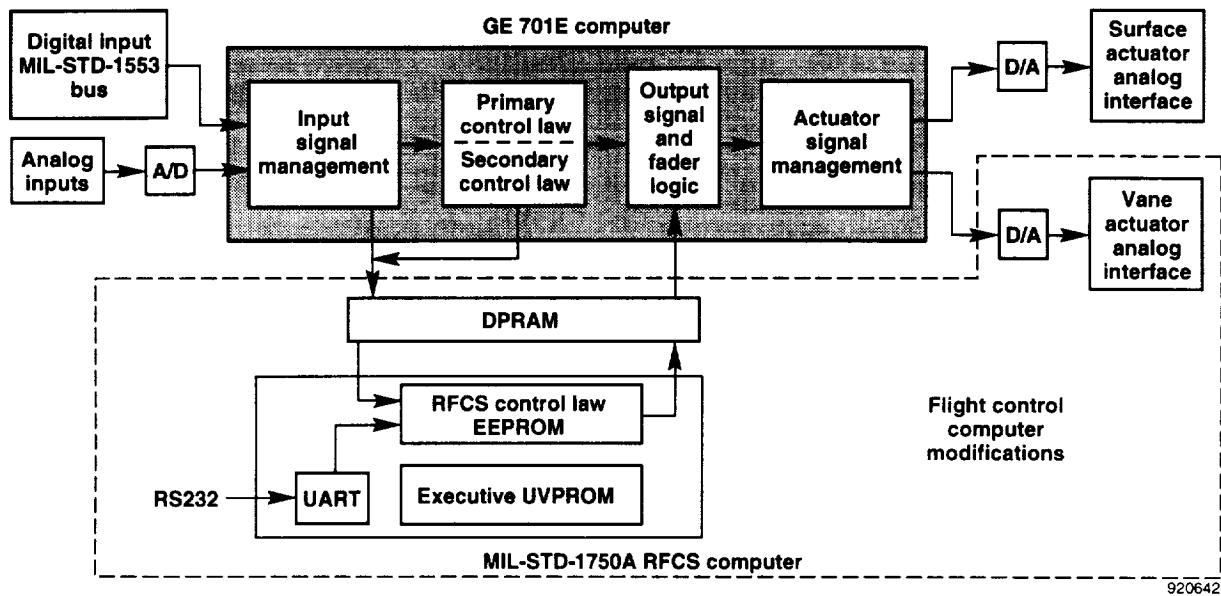 GE 701E computer
Digital input
MIL-STD-1553
bus
Analog
inputs
A/D
Input
signal
management
Primary
control law
Secondary
control law
Output
signal
and
fader
logic
Actuator
signal
management
D/A
Surface
actuator
analog
interface
D/A
Vane
actuator
analog
interface
DPRAM
RFCS control law
EEPROM
RS232
UART
Executive UVPROM
Flight control
computer
modifications
MIL-STD-1750A RFCS computer
920642